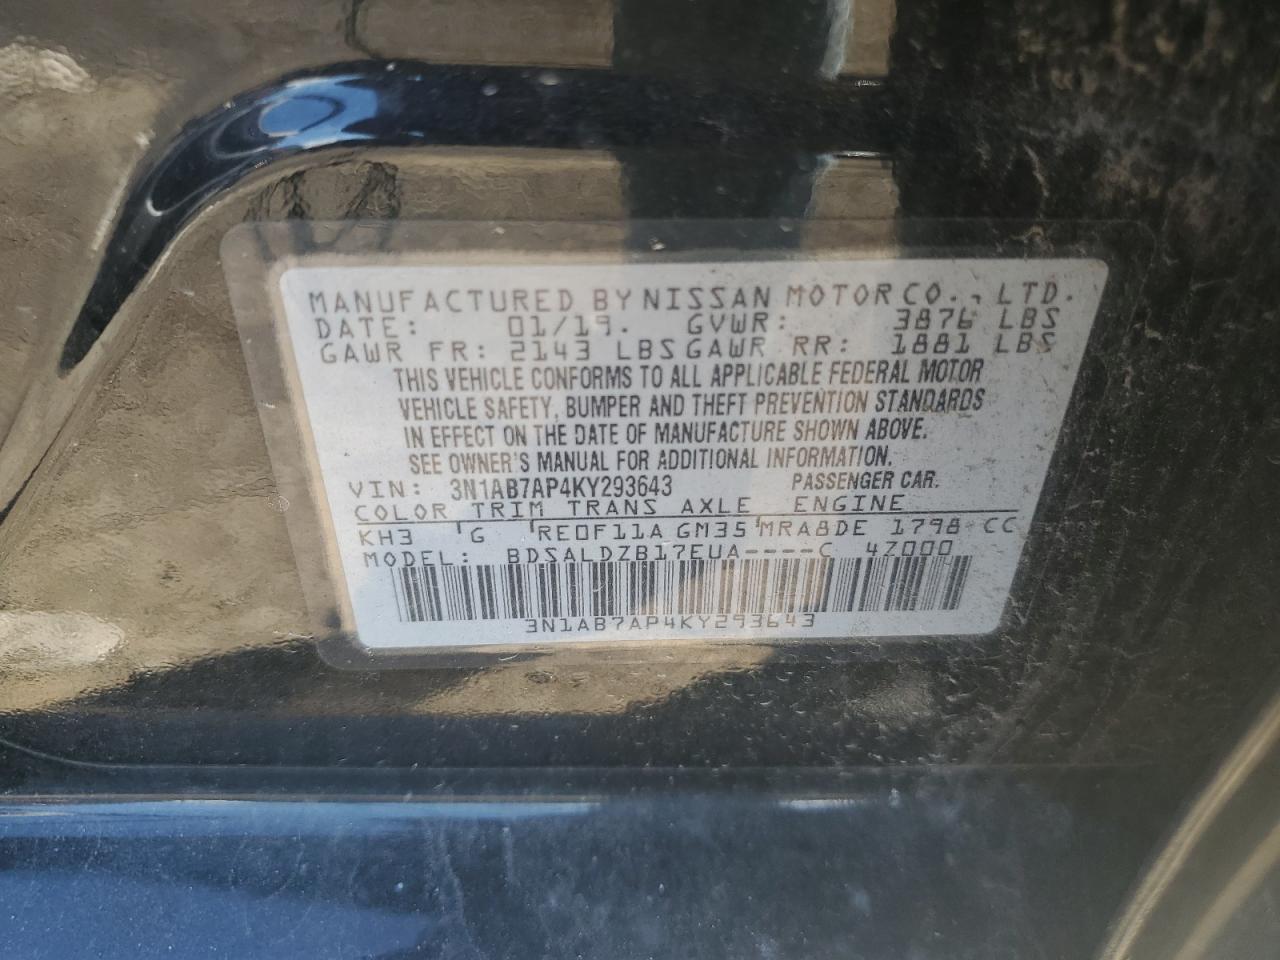 MANUFACTURED BY NISSAN MOTOR CO., LTD.
DATE: 01/19. GVWR: 3876 LBS
GAWR FR: 2143 LBS GAWR RR: 1881 LBS
THIS VEHICLE CONFORMS TO ALL APPLICABLE FEDERAL MOTOR
VEHICLE SAFETY, BUMPER AND THEFT PREVENTION STANDARDS
IN EFFECT ON THE DATE OF MANUFACTURE SHOWN ABOVE.
SEE OWNER'S MANUAL FOR ADDITIONAL INFORMATION.
VIN: 3N1AB7AP4KY293643 PASSENGER CAR.
COLOR TRIM TRANS AXLE ENGINE
KH3 G RE0F11A GM35 MRA8DE 1798 CC
MODEL: BDSALDZB17EUA----C 4Z000
3N1AB7AP4KY293643